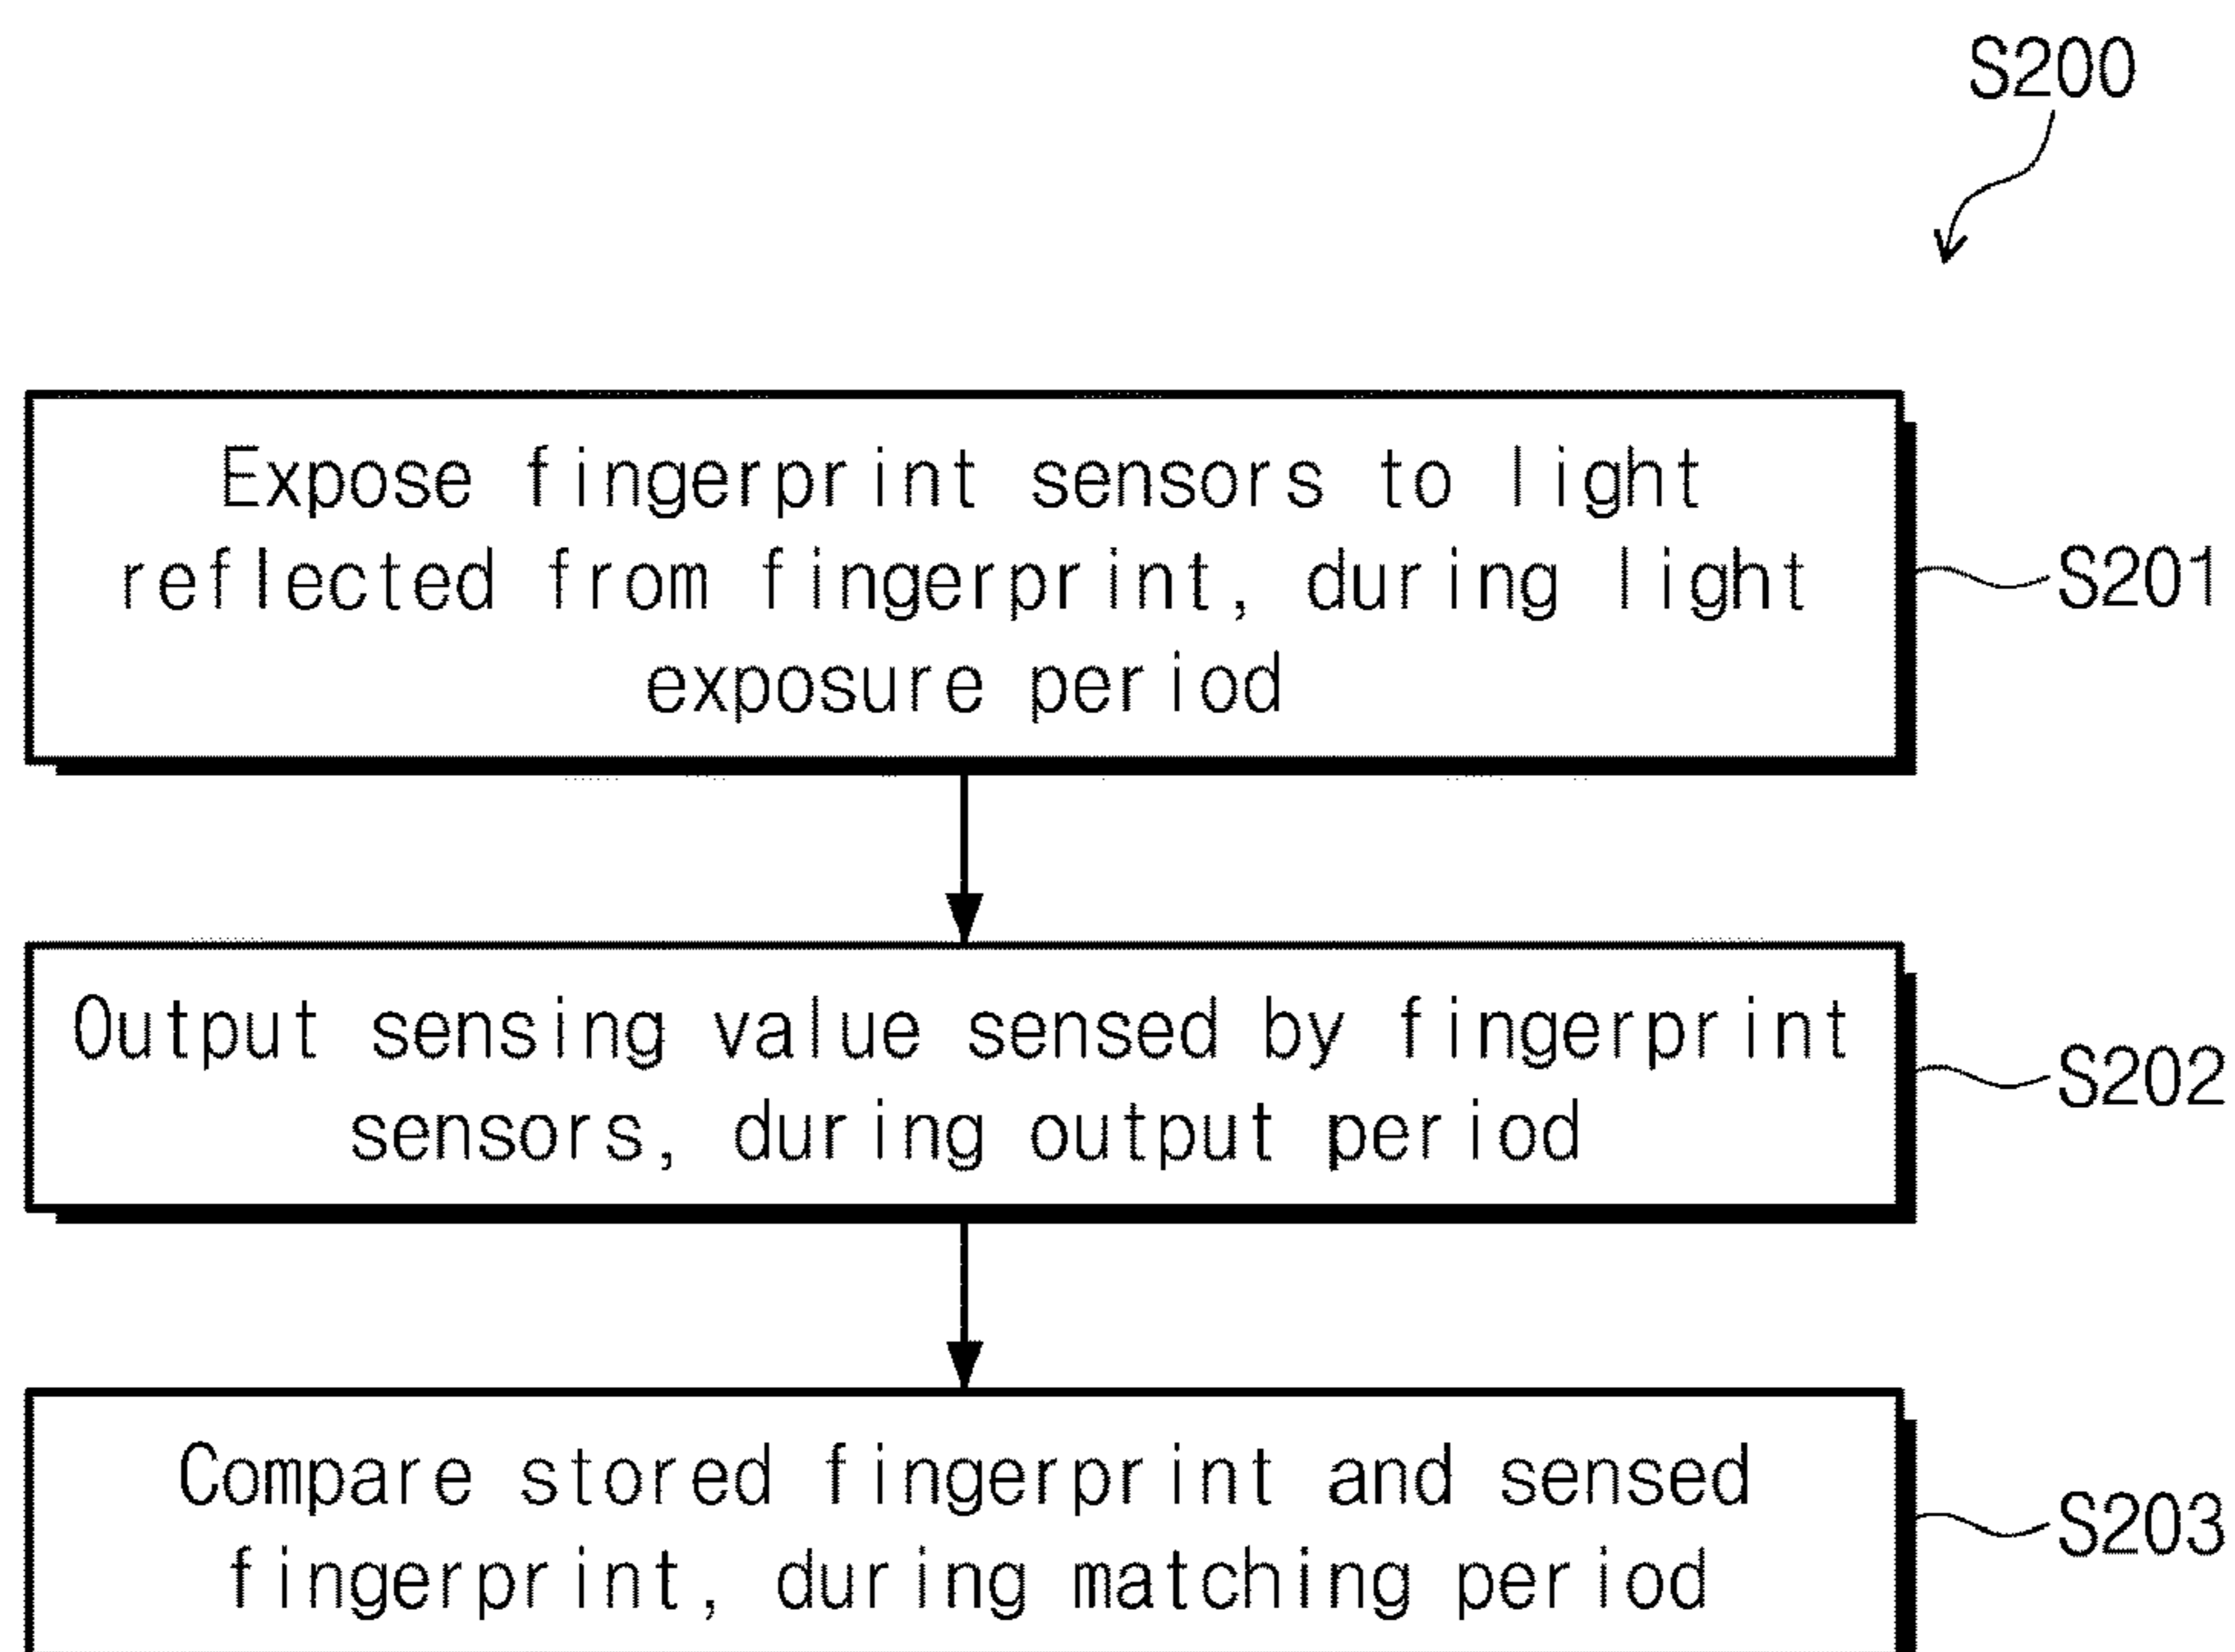 S200
Expose fingerprint sensors to light
reflected from fingerprint, during light
exposure period
S201
Output sensing value sensed by fingerprint
sensors, during output period
S202
Compare stored fingerprint and sensed
fingerprint, during matching period
S203